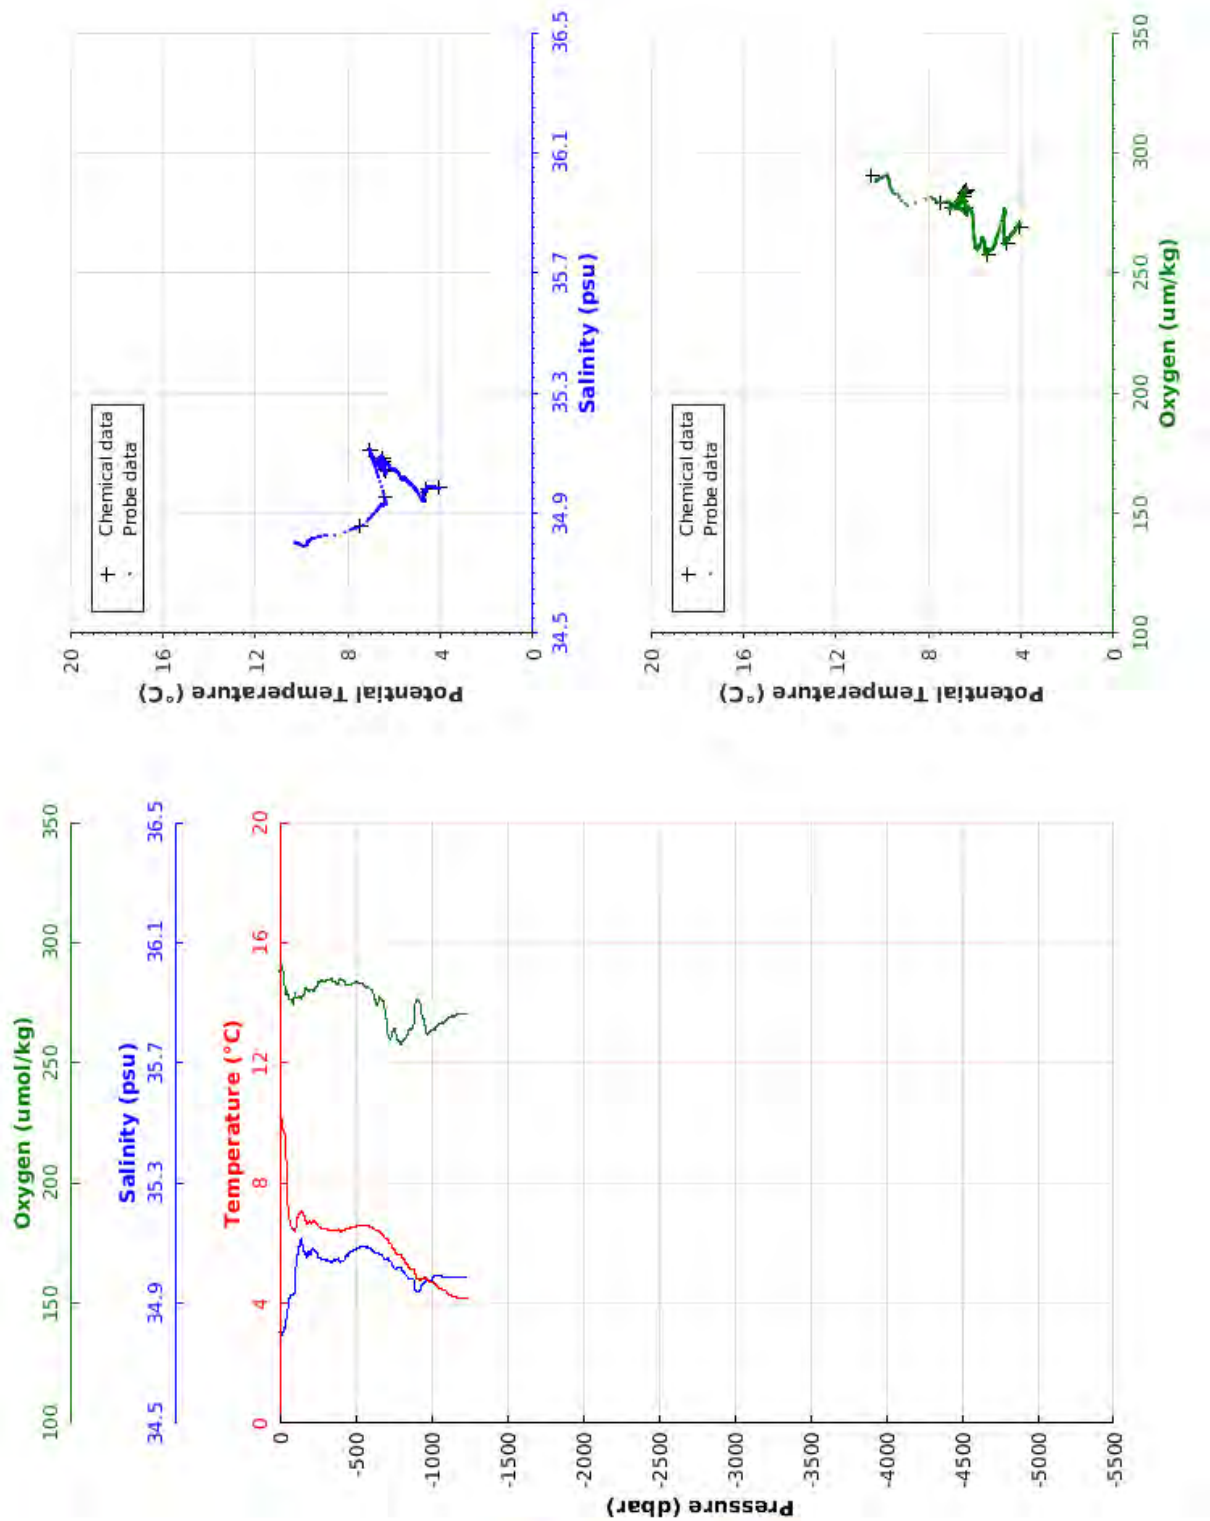 Oxygen (umol/kg)
100 150 200 250 300 350
Salinity (psu)
34.5 34.9 35.3 35.7 36.1 36.5
Temperature (°C)
0 4 8 12 16 20
0
-500
-1000
-1500
-2000
-2500
-3000
-3500
-4000
-4500
-5000
-5500
Pressure (dbar)
20
16
12
8
4
0
Potential Temperature (°C)
+ Chemical data
. Probe data
34.5 34.9 35.3 35.7 36.1 36.5
Salinity (psu)
20
16
12
8
4
0
Potential Temperature (°C)
+ Chemical data
. Probe data
100 150 200 250 300 350
Oxygen (um/kg)